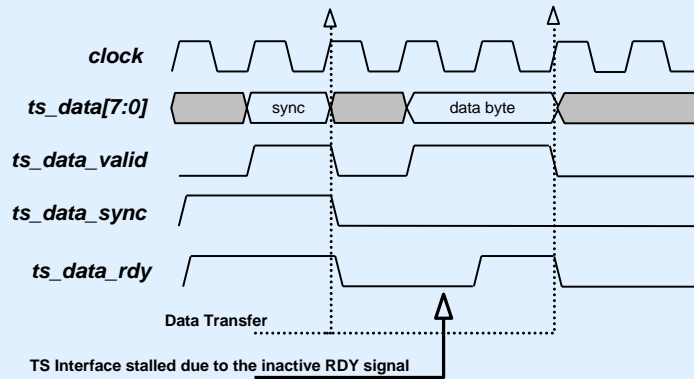 clock
ts_data[7:0]
sync
data byte
ts_data_valid
ts_data_sync
ts_data_rdy
Data Transfer
TS Interface stalled due to the inactive RDY signal